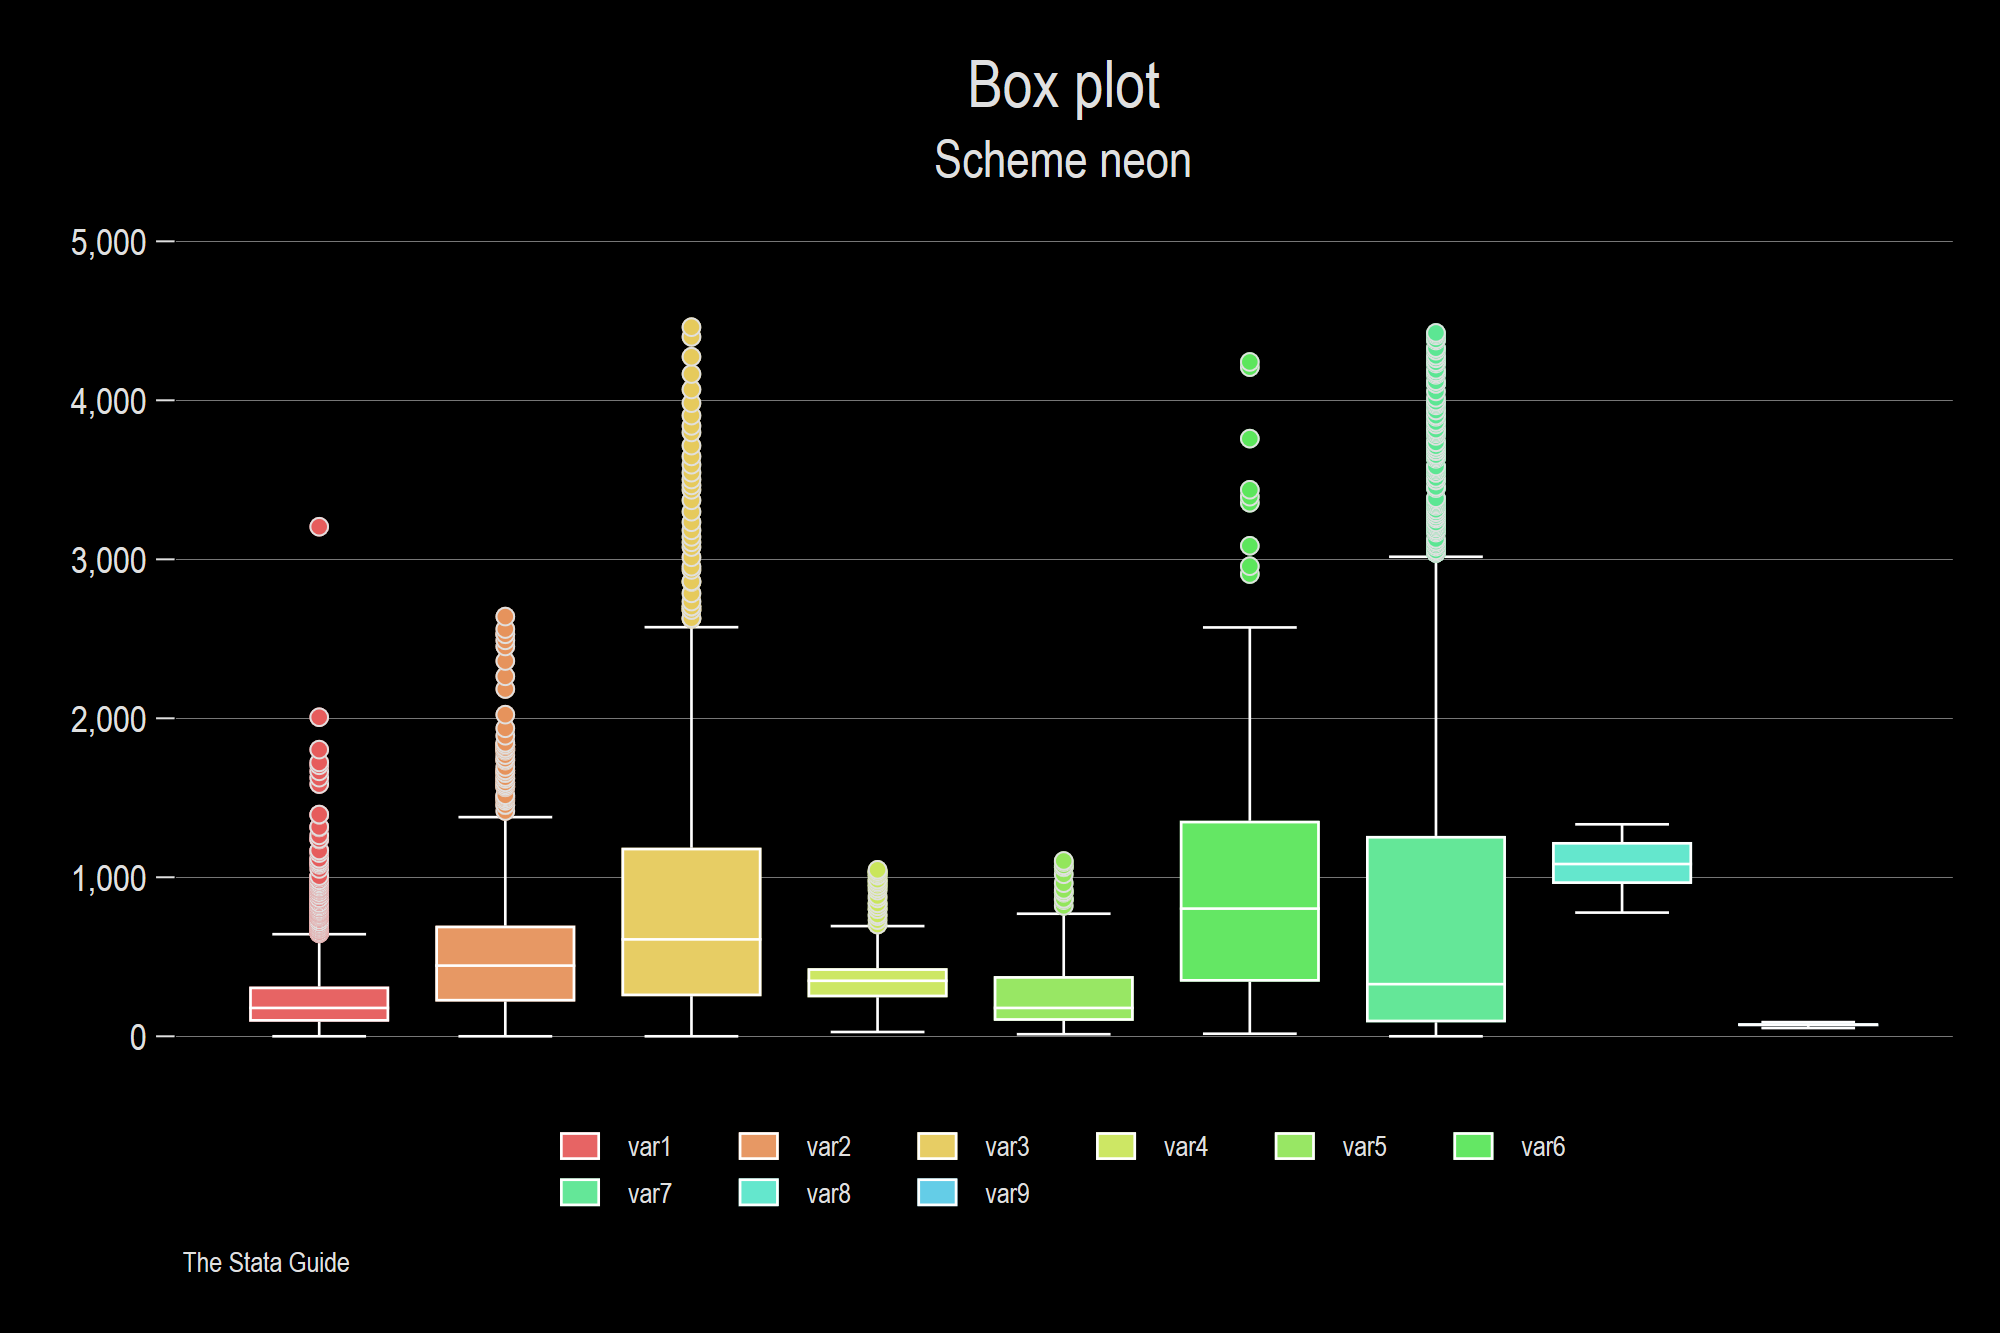 Box plot
Scheme neon
5,000
4,000
3,000
2,000
1,000
0
var1 var2 var3 var4 var5 var6
var7 var8 var9
The Stata Guide